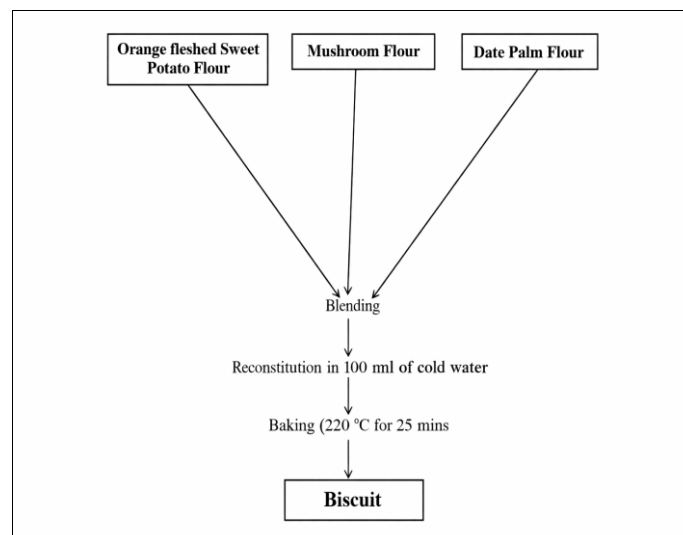 Orange fleshed Sweet
Potato Flour
Mushroom Flour
Date Palm Flour
Blending
Reconstitution in 100 ml of cold water
Baking (220 °C for 25 mins
Biscuit